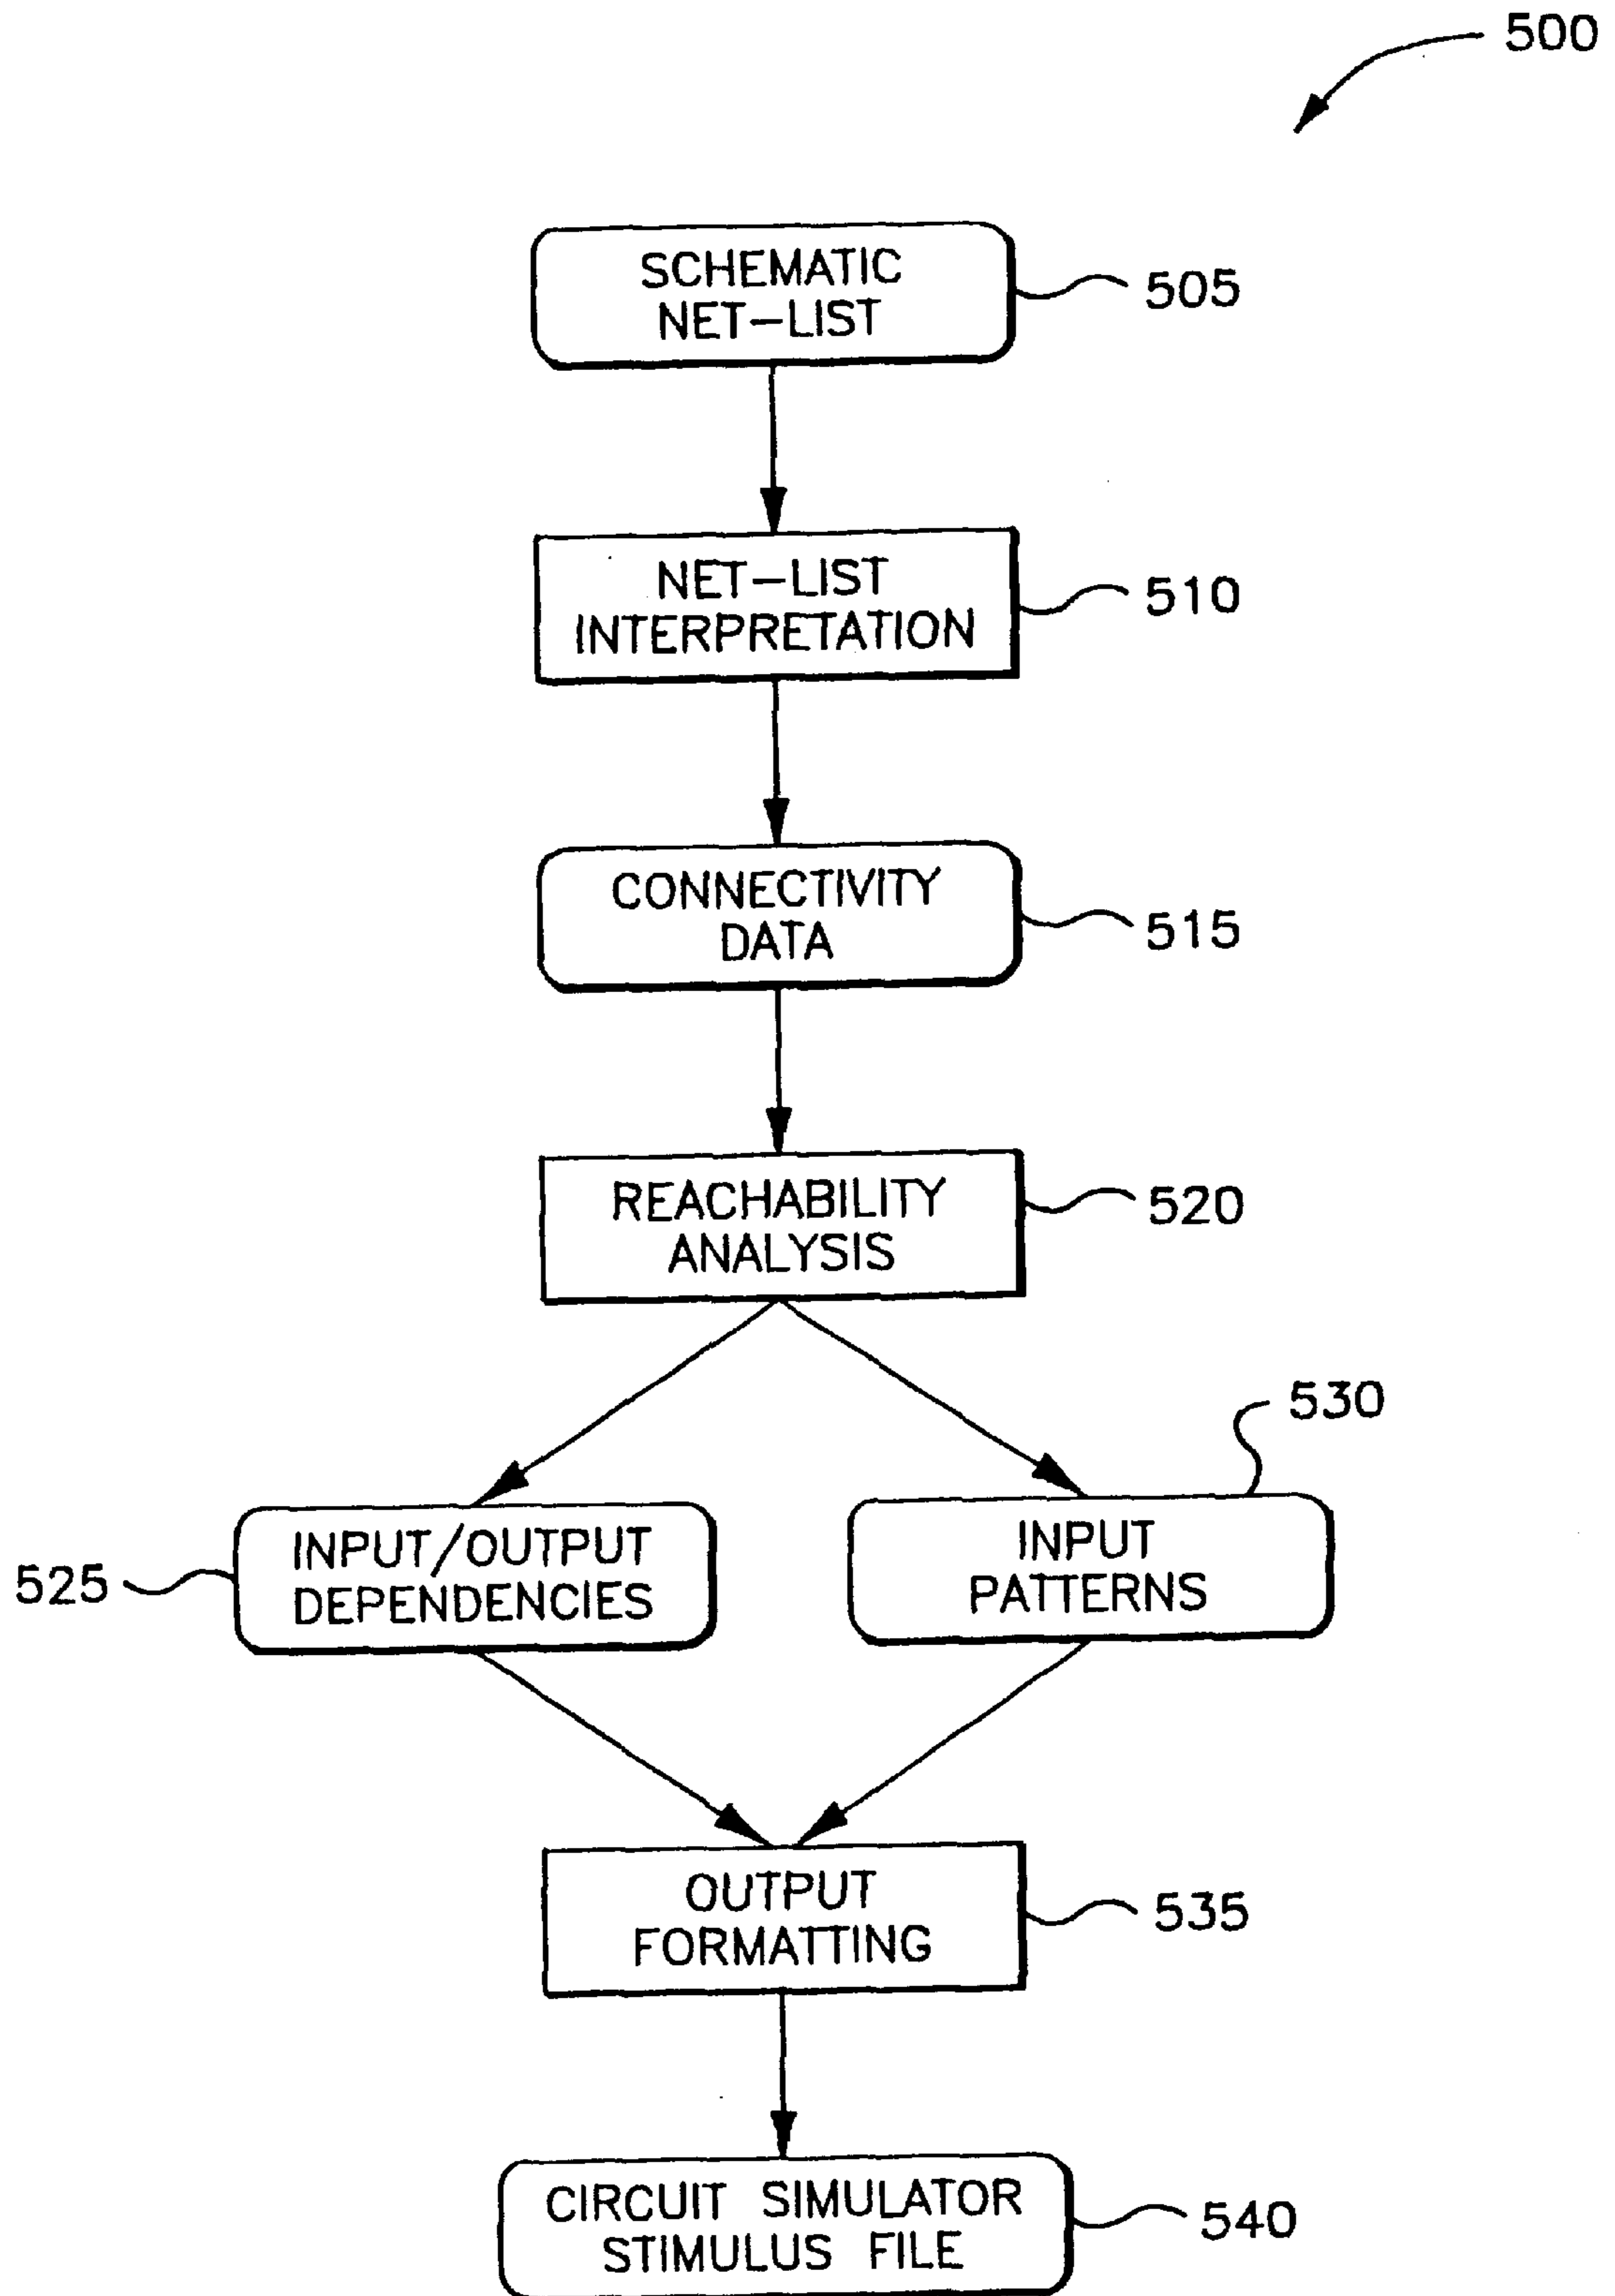 500
SCHEMATIC
NET-LIST
505
NET-LIST
INTERPRETATION
510
CONNECTIVITY
DATA
515
REACHABILITY
ANALYSIS
520
530
INPUT/OUTPUT
DEPENDENCIES
525
INPUT
PATTERNS
OUTPUT
FORMATTING
535
CIRCUIT SIMULATOR
STIMULUS FILE
540